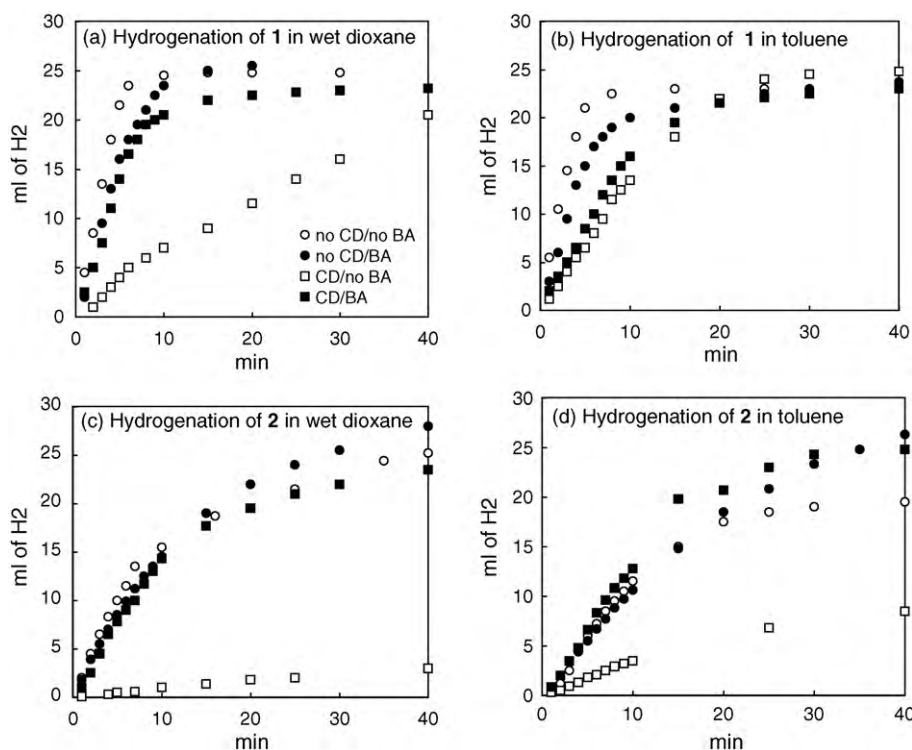 (a) Hydrogenation of 1 in wet dioxane
30
25
20
15
10
5
0
ml of H2
no CD/no BA
no CD/BA
CD/no BA
CD/BA
0 10 20 30 40
min
(b) Hydrogenation of 1 in toluene
30
25
20
15
10
5
0
ml of H2
0 10 20 30 40
min
(c) Hydrogenation of 2 in wet dioxane
30
25
20
15
10
5
0
ml of H2
0 10 20 30 40
min
(d) Hydrogenation of 2 in toluene
30
25
20
15
10
5
0
ml of H2
0 10 20 30 40
min